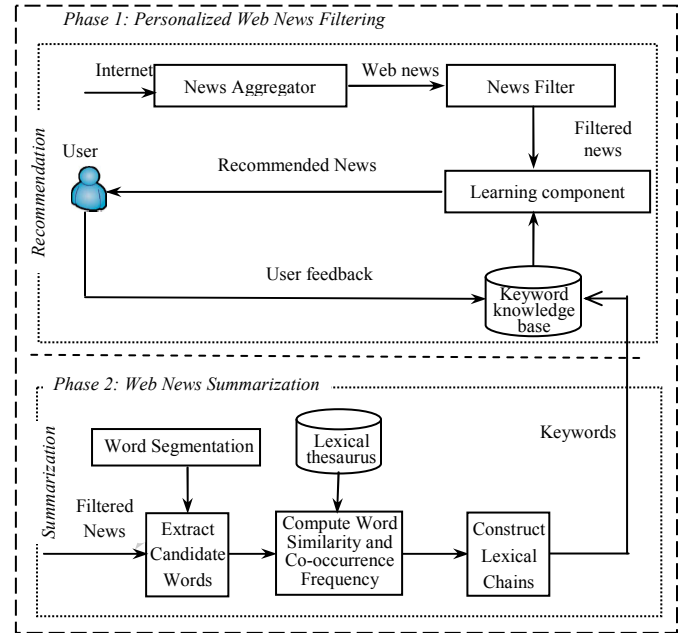 Phase 1: Personalized Web News Filtering
Internet
News Aggregator
Web news
News Filter
Filtered
news
Recommendation
User
Recommended News
Learning component
User feedback
Keyword
knowledge
base
Phase 2: Web News Summarization
Keywords
Summarization
Word Segmentation
Lexical
thesaurus
Filtered
News
Extract
Candidate
Words
Compute Word
Similarity and
Co-occurrence
Frequency
Construct
Lexical
Chains